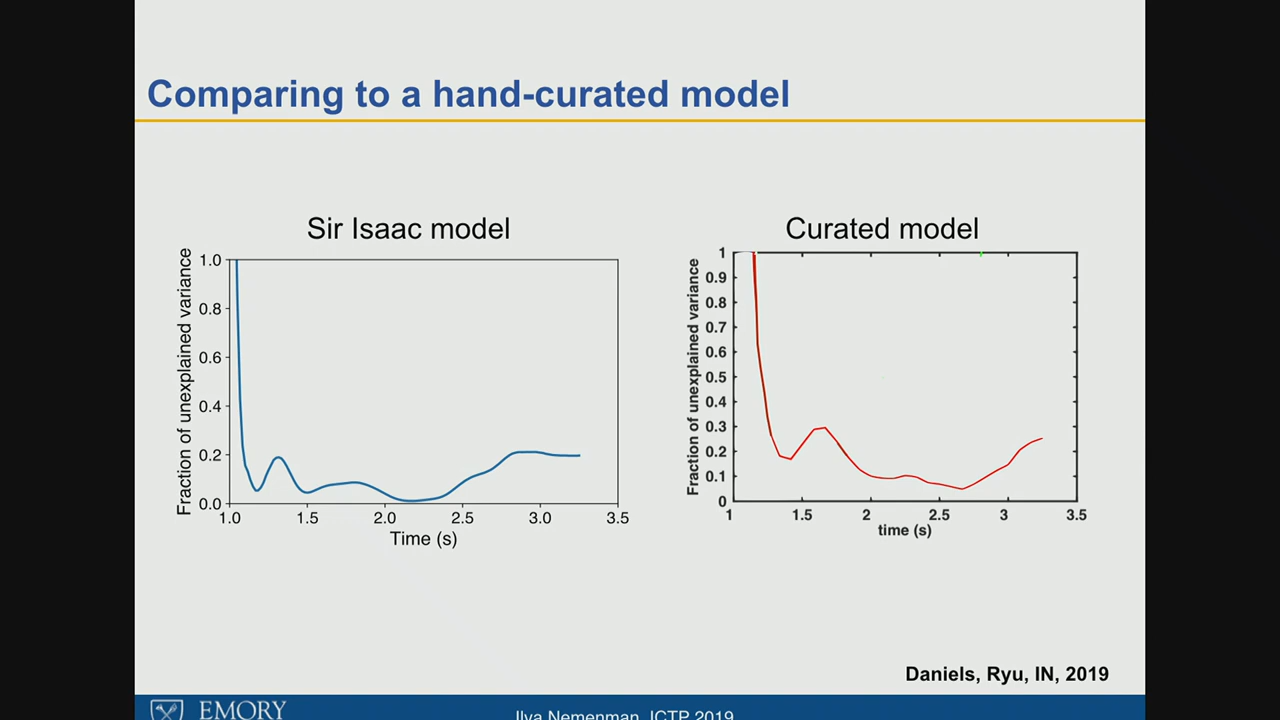 Comparing to a hand-curated model
Sir Isaac model
Fraction of unexplained variance
1.0
0.8
0.6
0.4
0.2
0.0
1.0 1.5 2.0 2.5 3.0 3.5
Time (s)
Curated model
Fraction of unexplained variance
1
0.9
0.8
0.7
0.6
0.5
0.4
0.3
0.2
0.1
0
1 1.5 2 2.5 3 3.5
time (s)
Daniels, Ryu, IN, 2019
EMORY
Ilya Nemenman, ICTP 2019